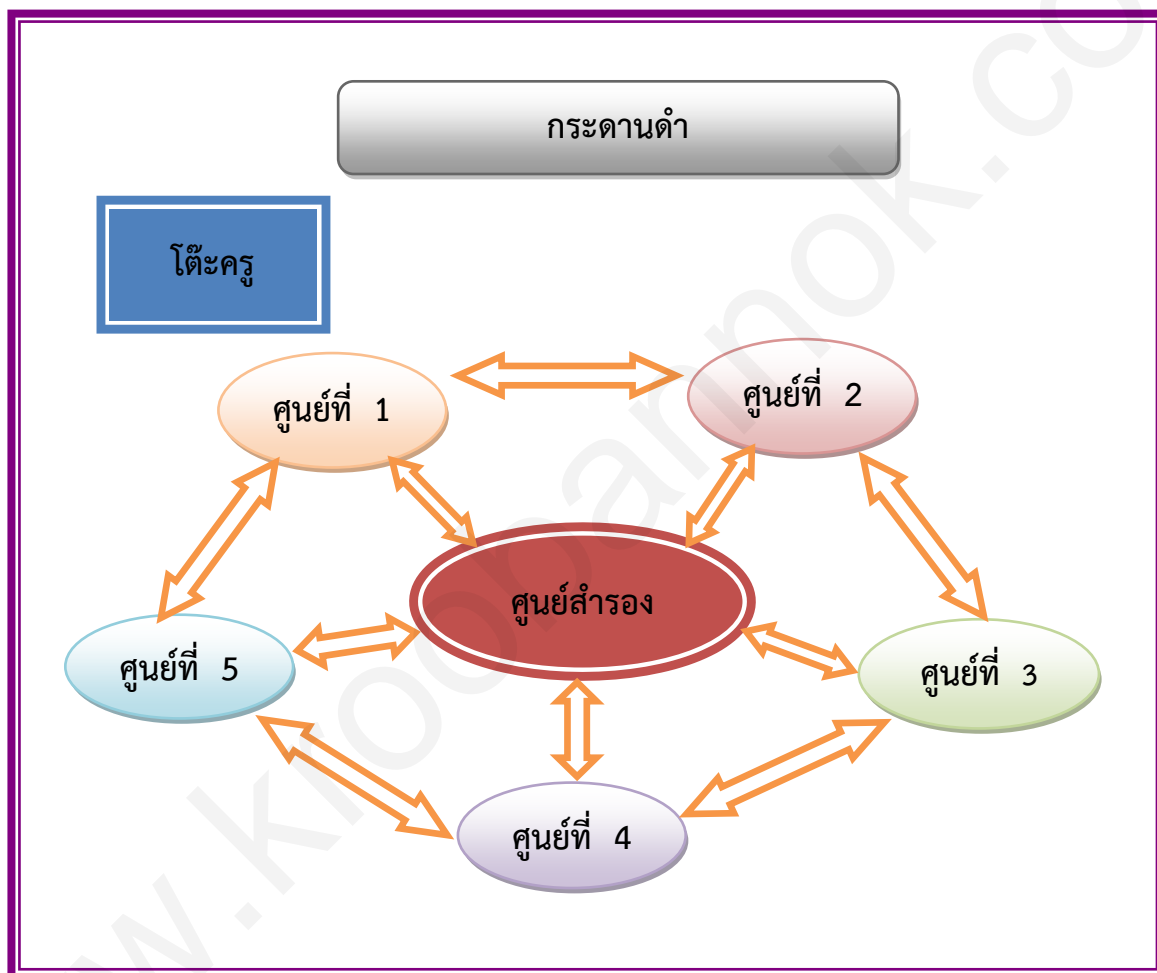 กระดานดำ
โต๊ะครู
ศูนย์ที่ 1
ศูนย์ที่ 2
ศูนย์สำรอง
ศูนย์ที่ 5
ศูนย์ที่ 3
ศูนย์ที่ 4
w.kroobannok.co